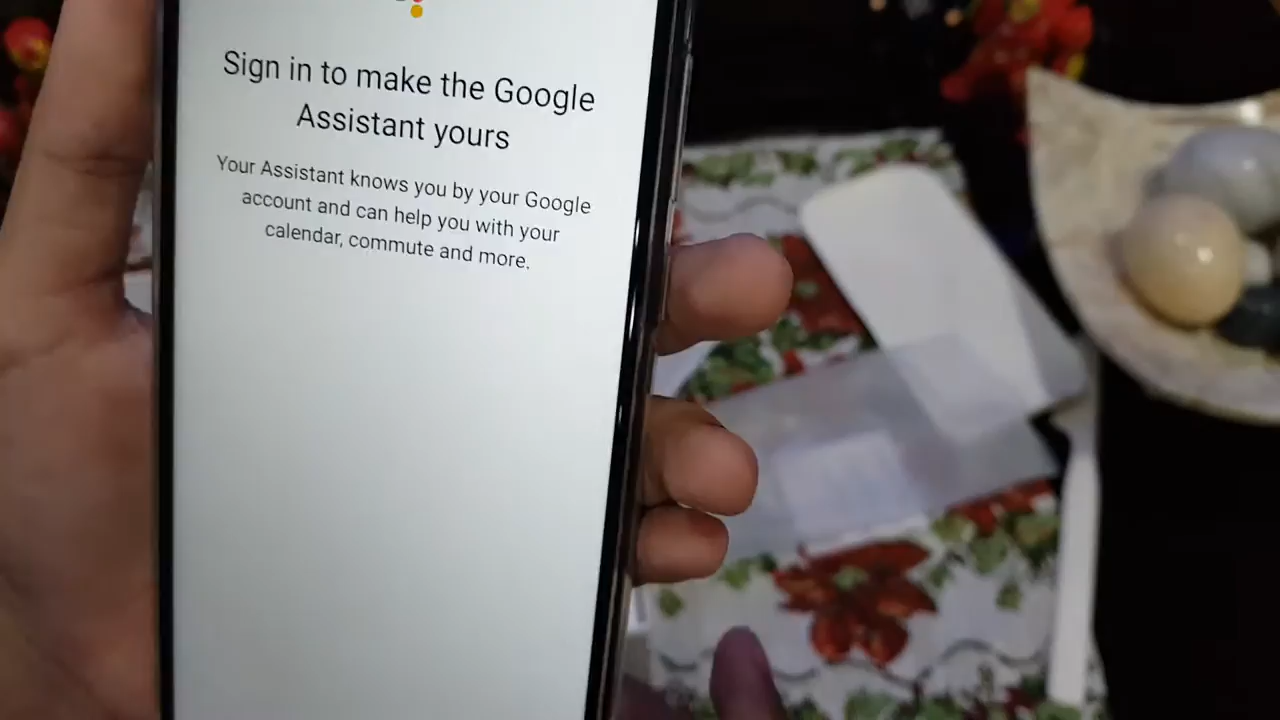 Sign in to make the Google
Assistant yours
Your Assistant knows you by your Google
account and can help you with your
calendar, commute and more.